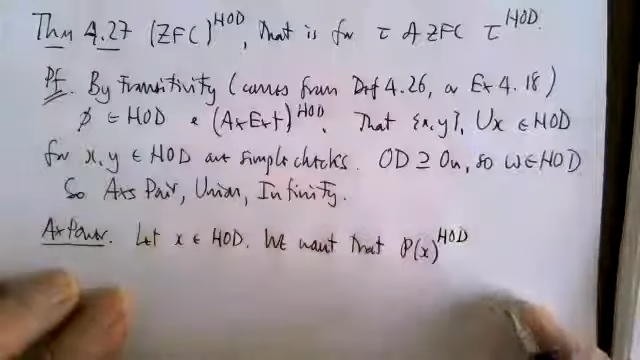 Thm 4.27 (ZFC)^HOD, That is for τ A ZFC τ^HOD.
Pf. By Transitivity (comes from Def 4.26, or Ex 4.18)
∅ ∈ HOD & (AxExt)^HOD. That {x,y}, Ux ∈ HOD
for x,y ∈ HOD are simple checks. OD ⊇ On, so ω ∈ HOD
So Axs Pair, Union, Infinity.
AxPower. Let x ∈ HOD. We want that P(x)^HOD